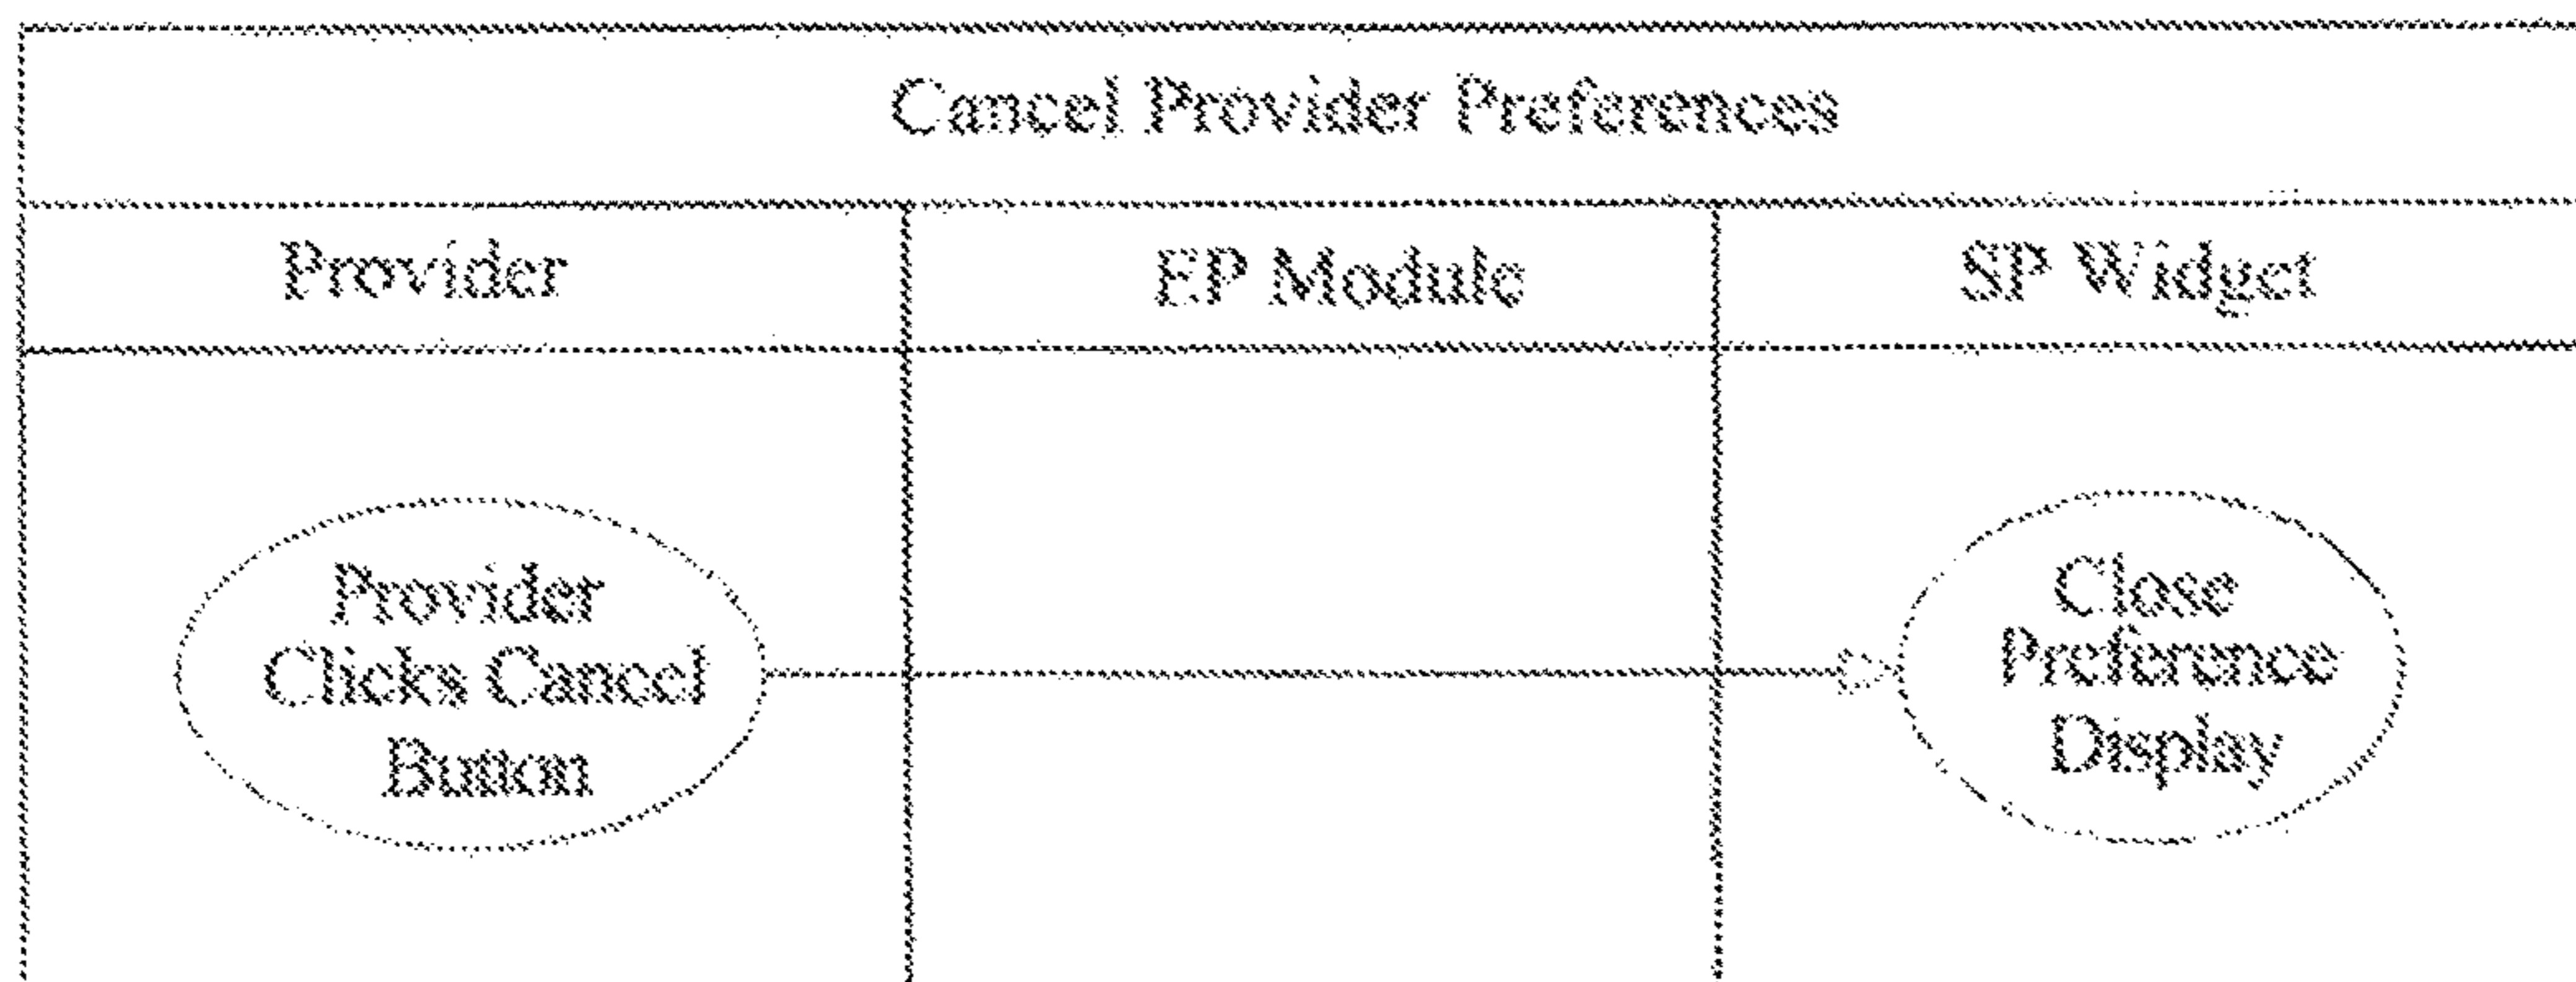 Cancel Provider Preferences
Provider
EP Module
SP Widget
Provider
Clicks Cancel
Button
Close
Preference
Display